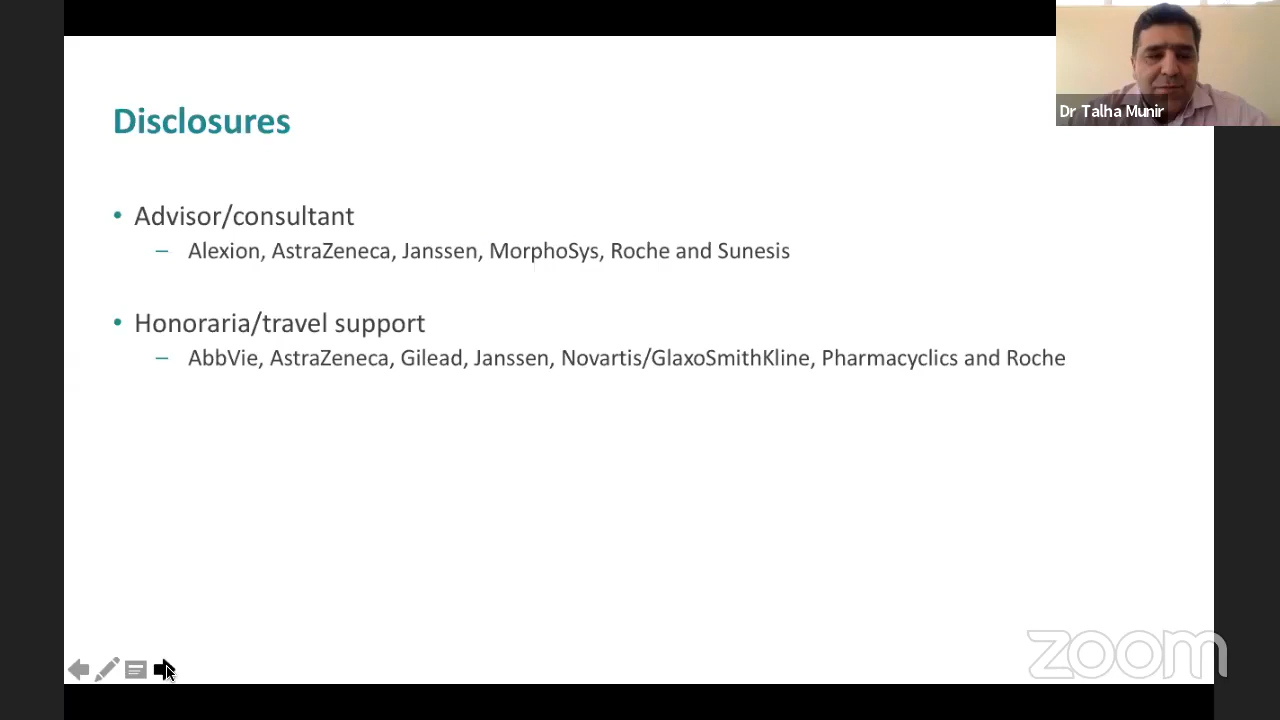 Disclosures
Dr Talha Munir
• Advisor/consultant
– Alexion, AstraZeneca, Janssen, MorphoSys, Roche and Sunesis
• Honoraria/travel support
– AbbVie, AstraZeneca, Gilead, Janssen, Novartis/GlaxoSmithKline, Pharmacyclics and Roche
zoom